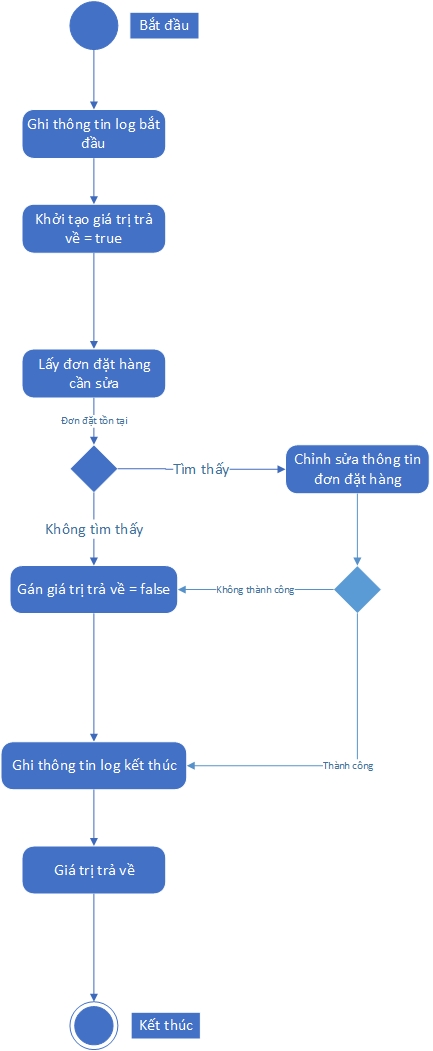 Bắt đầu
Ghi thông tin log bắt
đầu
Khởi tạo giá trị trả
về = true
Lấy đơn đặt hàng
cần sửa
Đơn đặt tồn tại
Tìm thấy
Chỉnh sửa thông tin
đơn đặt hàng
Không tìm thấy
Gán giá trị trả về = false
Không thành công
Ghi thông tin log kết thúc
Thành công
Giá trị trả về
Kết thúc